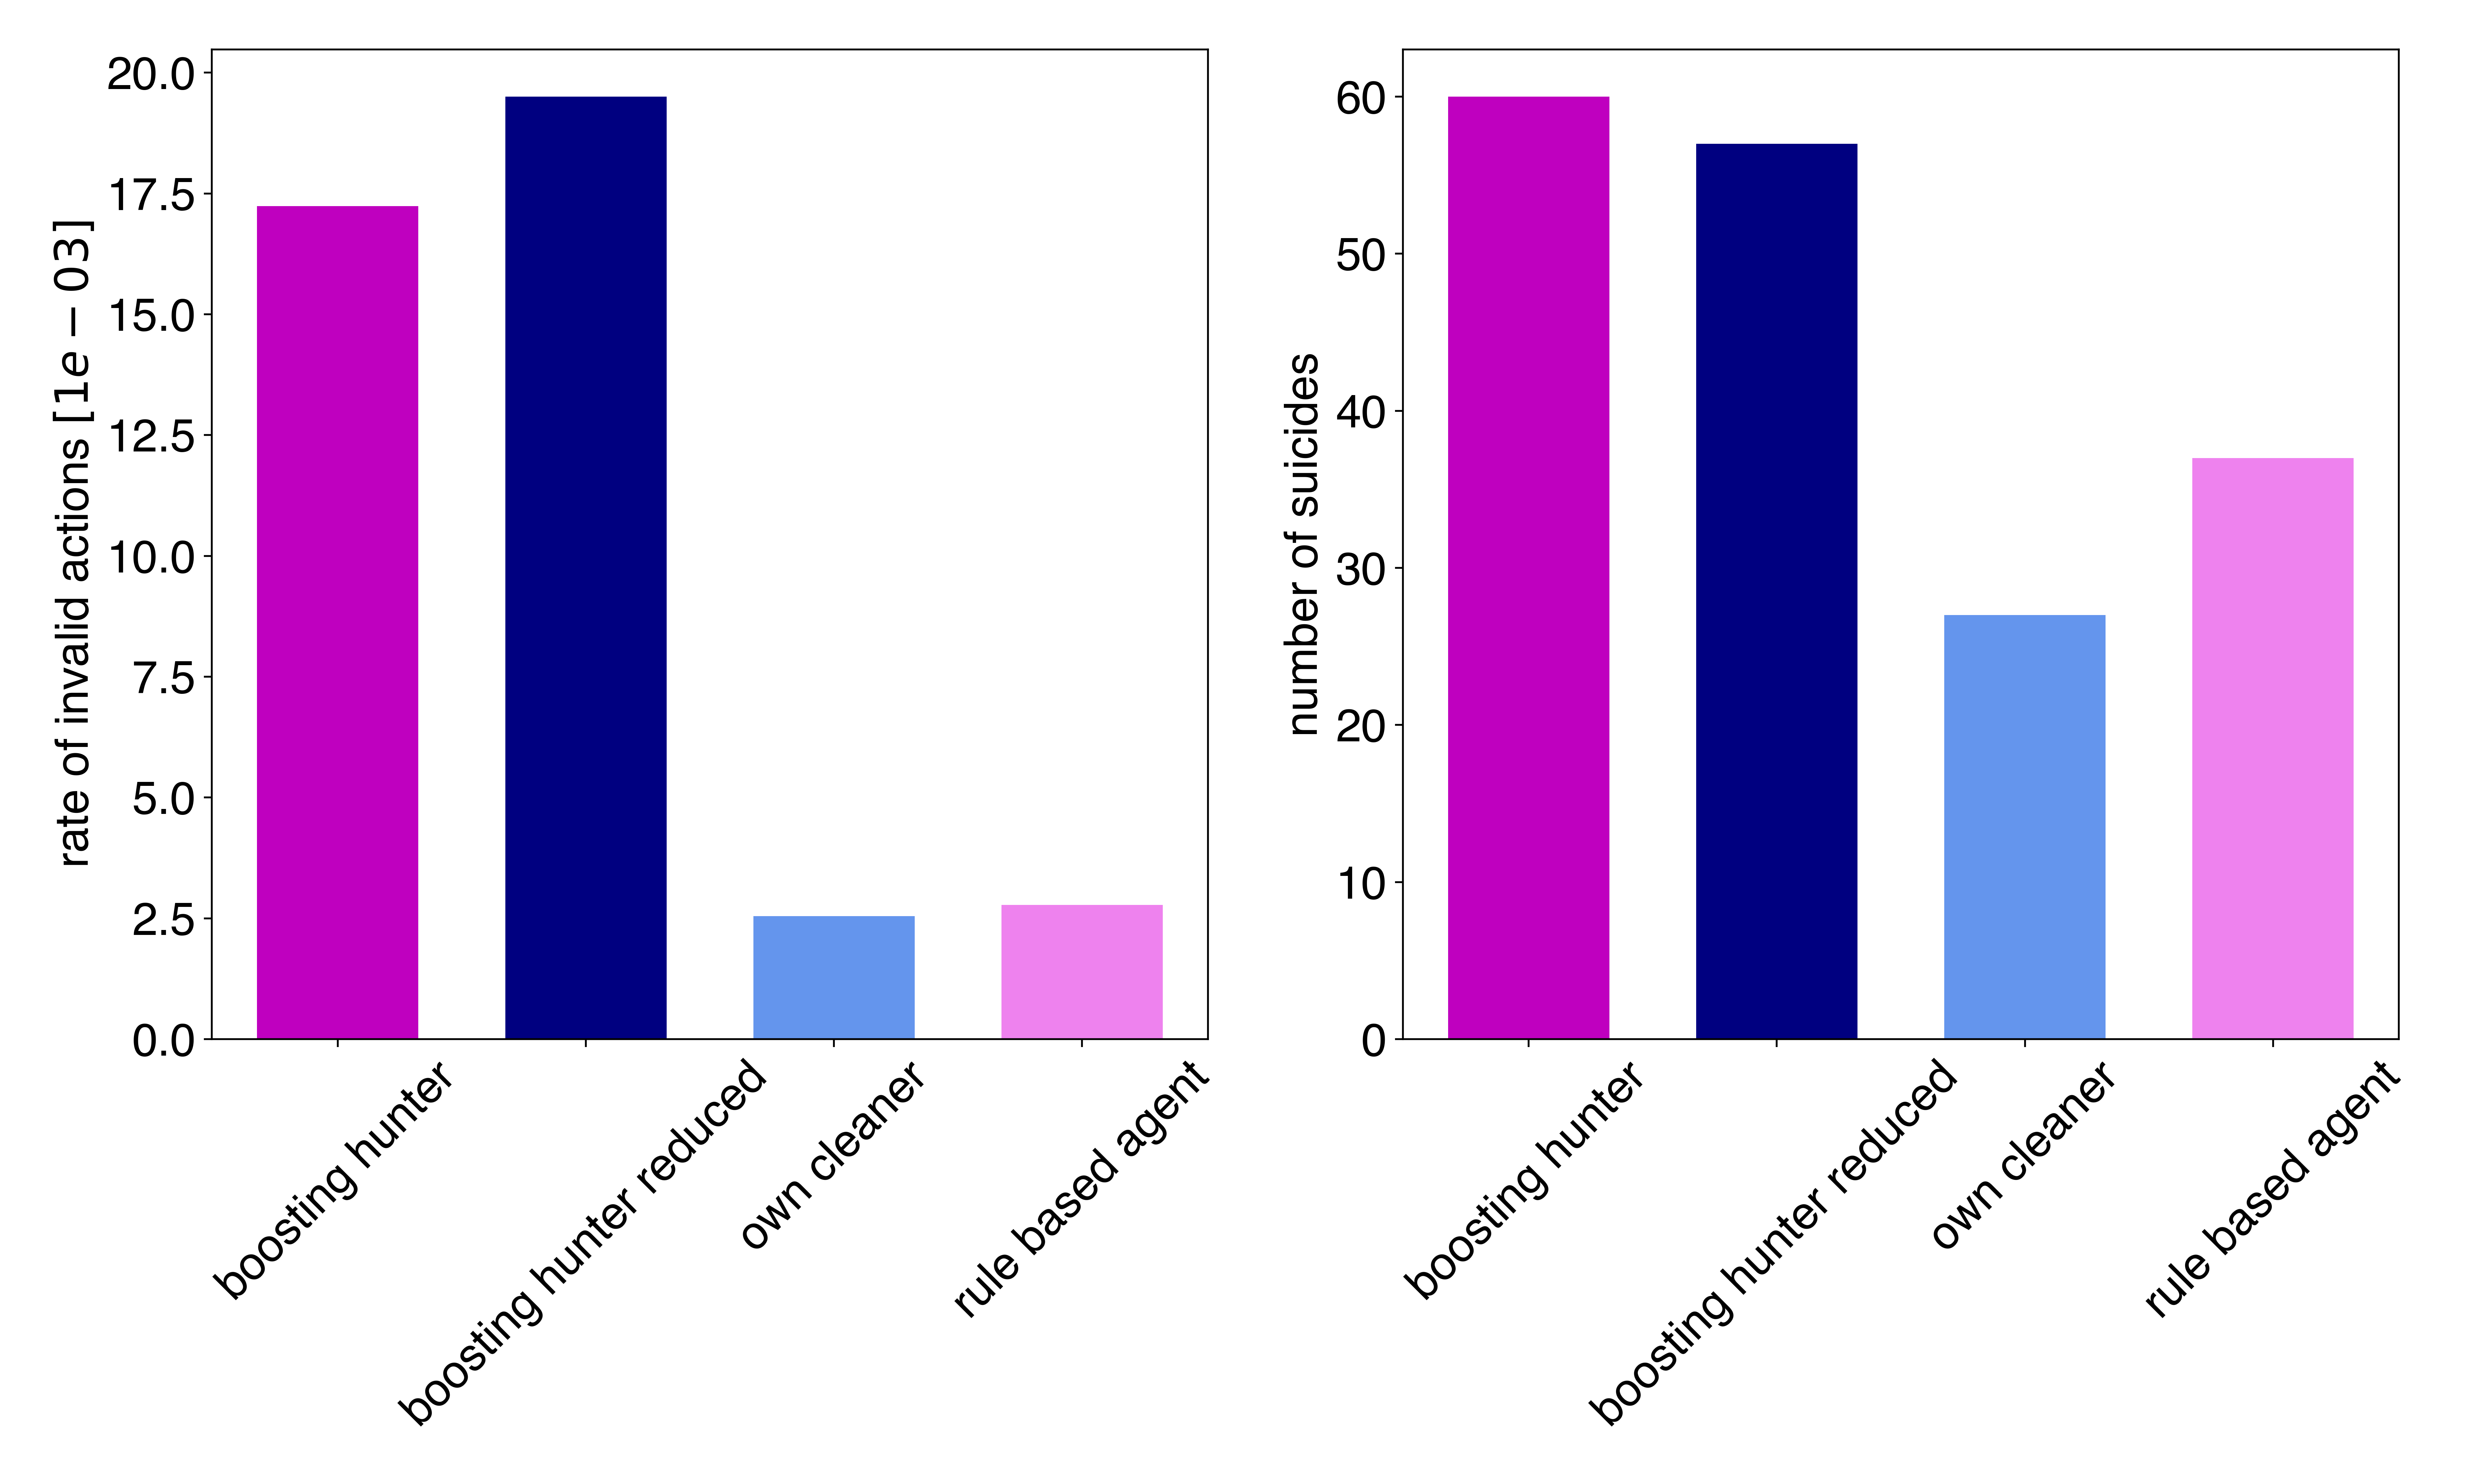 rate of invalid actions [1e − 03]
20.0
17.5
15.0
12.5
10.0
7.5
5.0
2.5
0.0
boosting hunter
boosting hunter reduced
own cleaner
rule based agent
number of suicides
60
50
40
30
20
10
0
boosting hunter
boosting hunter reduced
own cleaner
rule based agent